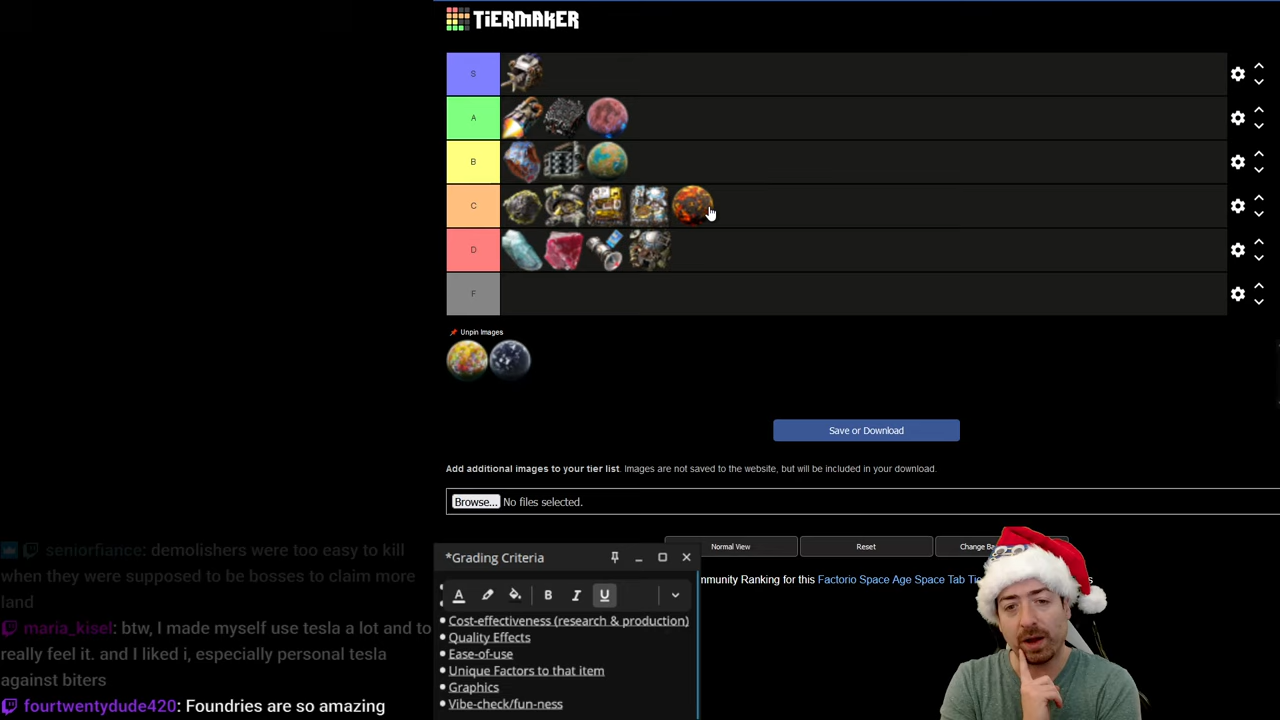 TiERMAKER
S
A
B
C
D
F
Unpin Images
Save or Download
Add additional images to your tier list. Images are not saved to the website, but will be included in your download.
Browse... No files selected.
Normal View Reset Change Ba
mmunity Ranking for this Factorio Space Age Space Tab Tie
*Grading Criteria
A B I U
Cost-effectiveness (research & production)
Quality Effects
Ease-of-use
Unique Factors to that item
Graphics
Vibe-check/fun-ness
seniorfiance: demolishers were too easy to kill
when they were supposed to be bosses to claim more
land
maria_kisel: btw, I made myself use tesla a lot and to
really feel it. and I liked i, especially personal tesla
against biters
fourtwentydude420: Foundries are so amazing